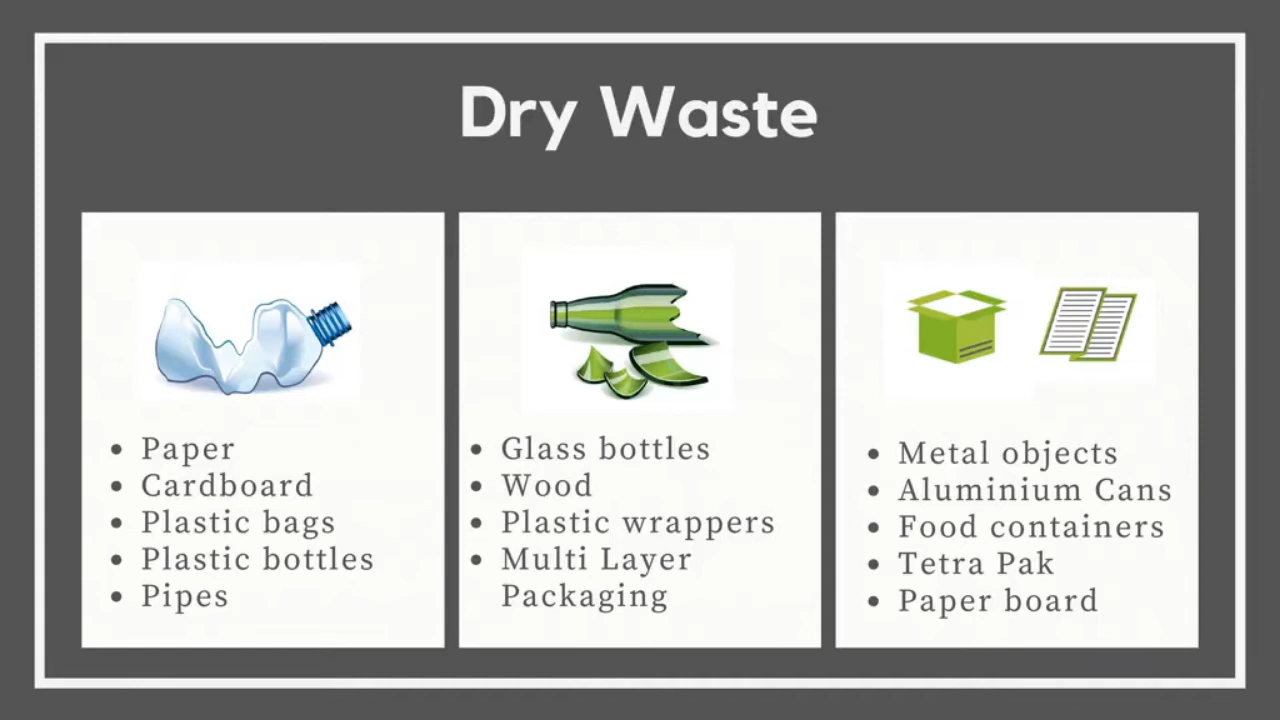 Dry Waste
• Paper
• Cardboard
• Plastic bags
• Plastic bottles
• Pipes
• Glass bottles
• Wood
• Plastic wrappers
• Multi Layer
Packaging
• Metal objects
• Aluminium Cans
• Food containers
• Tetra Pak
• Paper board